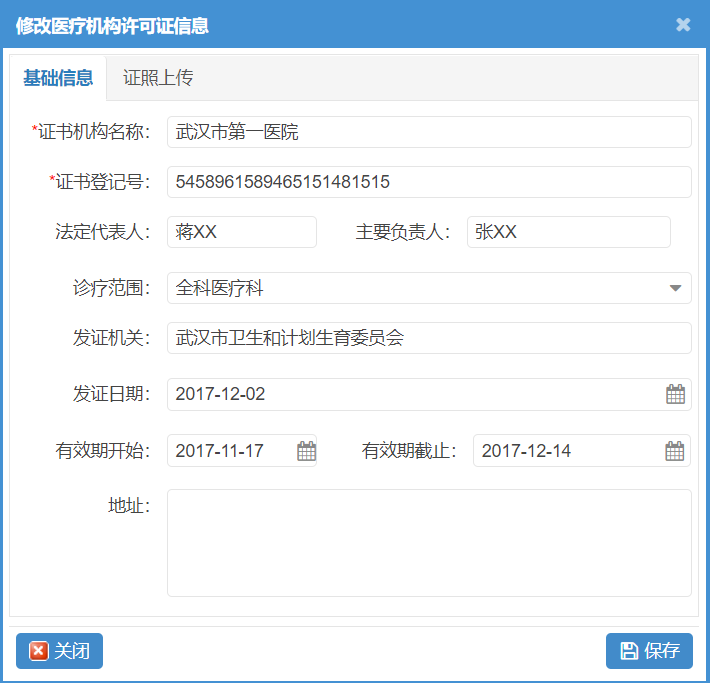 修改医疗机构许可证信息
基础信息 证照上传
*证书机构名称： 武汉市第一医院
*证书登记号： 5458961589465151481515
法定代表人： 蒋XX 主要负责人： 张XX
诊疗范围： 全科医疗科
发证机关： 武汉市卫生和计划生育委员会
发证日期： 2017-12-02
有效期开始： 2017-11-17 有效期截止： 2017-12-14
地址：
关闭 保存